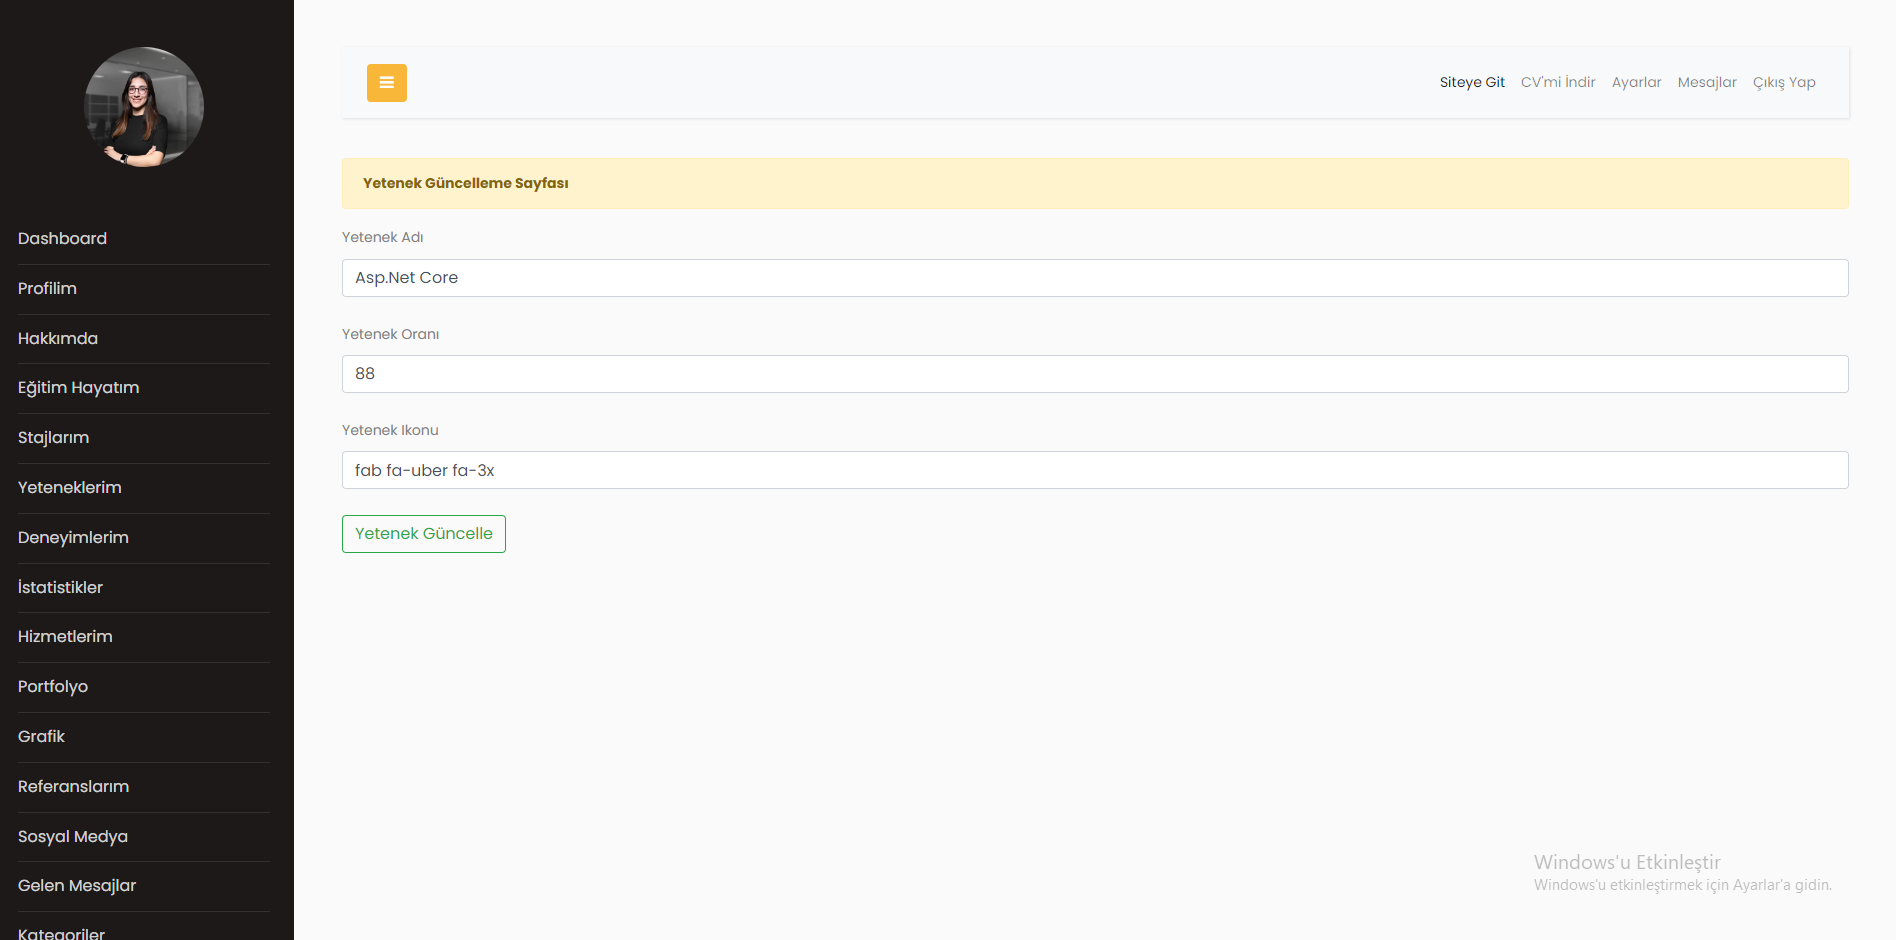 Siteye Git CV'mi İndir Ayarlar Mesajlar Çıkış Yap
Dashboard
Profilim
Hakkımda
Eğitim Hayatım
Stajlarım
Yeteneklerim
Deneyimlerim
İstatistikler
Hizmetlerim
Portfolyo
Grafik
Referanslarım
Sosyal Medya
Gelen Mesajlar
Kategoriler
Yetenek Güncelleme Sayfası
Yetenek Adı
Asp.Net Core
Yetenek Oranı
88
Yetenek Ikonu
fab fa-uber fa-3x
Yetenek Güncelle
Windows'u Etkinleştir
Windows'u etkinleştirmek için Ayarlar'a gidin.